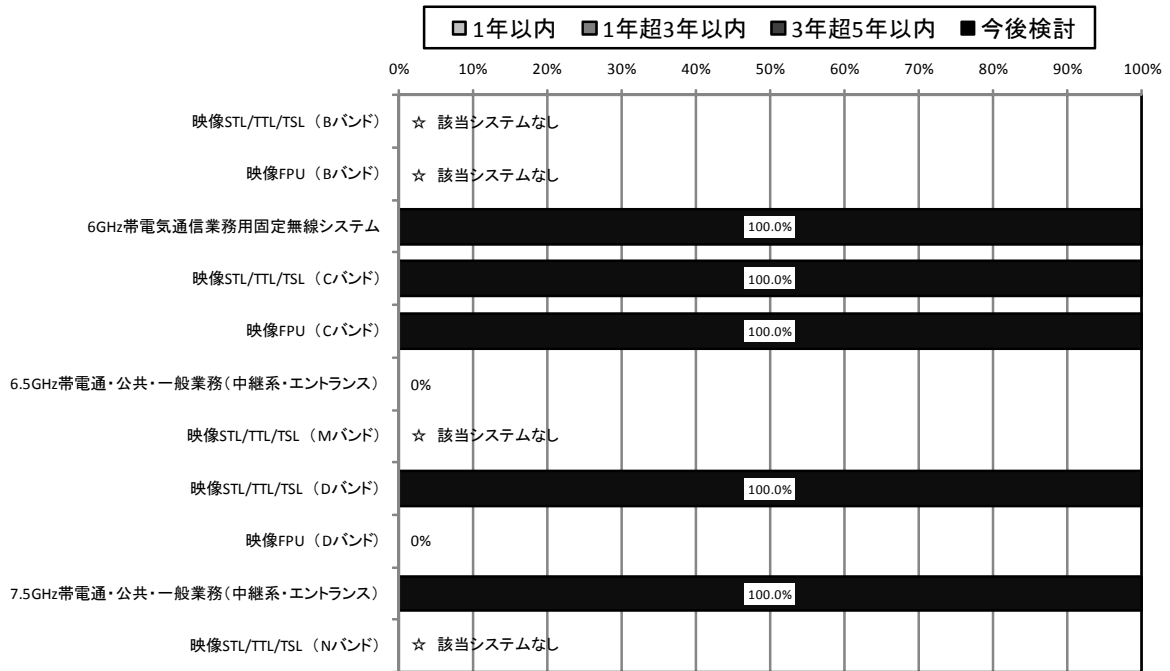 □1年以内 ■1年超3年以内 ■3年超5年以内 ■今後検討
0% 10% 20% 30% 40% 50% 60% 70% 80% 90% 100%
映像STL/TTL/TSL（Bバンド） ☆ 該当システムなし
映像FPU（Bバンド） ☆ 該当システムなし
6GHz帯電気通信業務用固定無線システム 100.0%
映像STL/TTL/TSL（Cバンド） 100.0%
映像FPU（Cバンド） 100.0%
6.5GHz帯電通・公共・一般業務（中継系・エントランス） 0%
映像STL/TTL/TSL（Mバンド） ☆ 該当システムなし
映像STL/TTL/TSL（Dバンド） 100.0%
映像FPU（Dバンド） 0%
7.5GHz帯電通・公共・一般業務（中継系・エントランス） 100.0%
映像STL/TTL/TSL（Nバンド） ☆ 該当システムなし